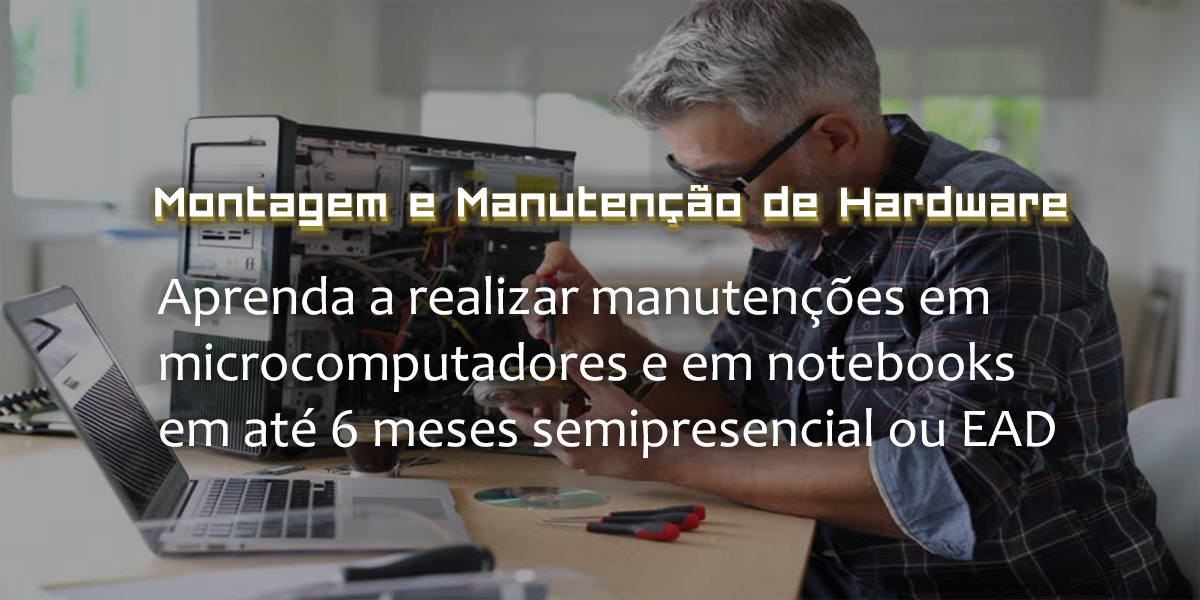 Montagem e Manutenção de Hardware
Aprenda a realizar manutenções em
microcomputadores e em notebooks
em até 6 meses semipresencial ou EAD